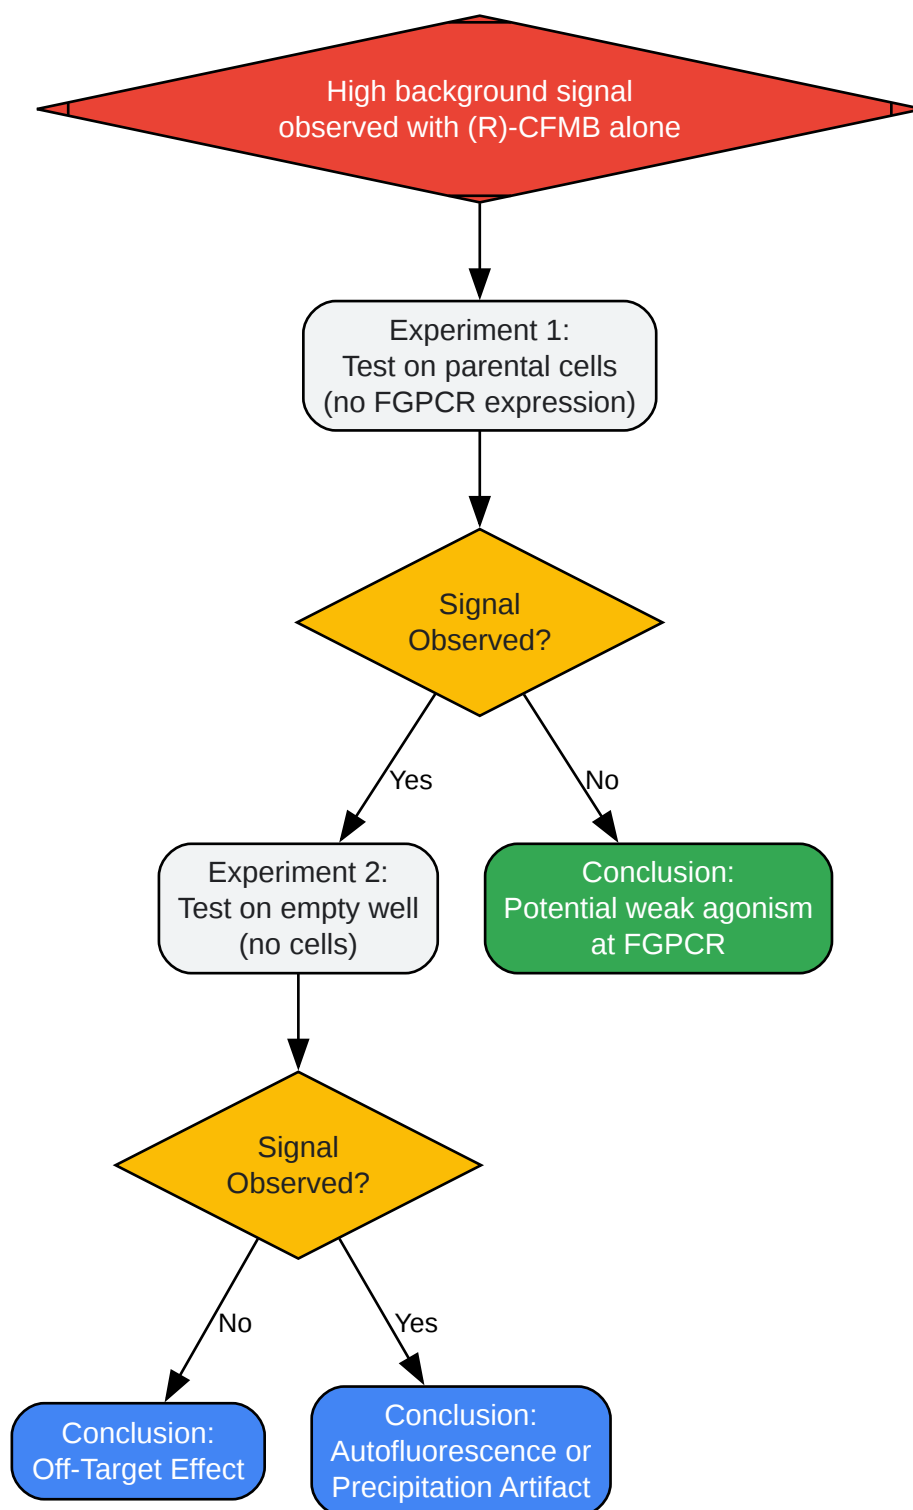 High background signal
observed with (R)-CFMB alone
Experiment 1:
Test on parental cells
(no FGPCR expression)
Signal
Observed?
Yes
No
Experiment 2:
Test on empty well
(no cells)
Conclusion:
Potential weak agonism
at FGPCR
Signal
Observed?
No
Yes
Conclusion:
Off-Target Effect
Conclusion:
Autofluorescence or
Precipitation Artifact